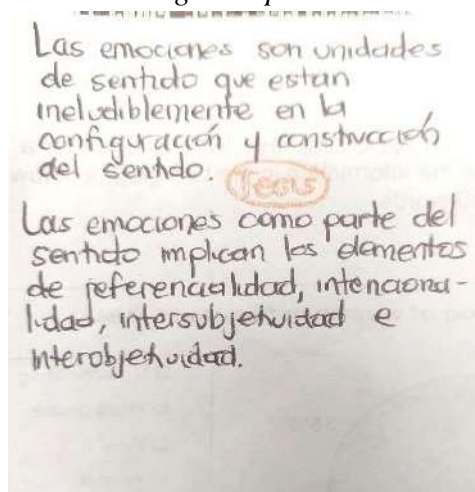 Las emociones son unidades
de sentido que estan
ineludiblemente en la
configuración y construcción
del sentido.
Tesis
Las emociones como parte del
sentido implican los elementos
de referencialidad, intenciona-
lidad, intersubjetividad e
interobjetividad.